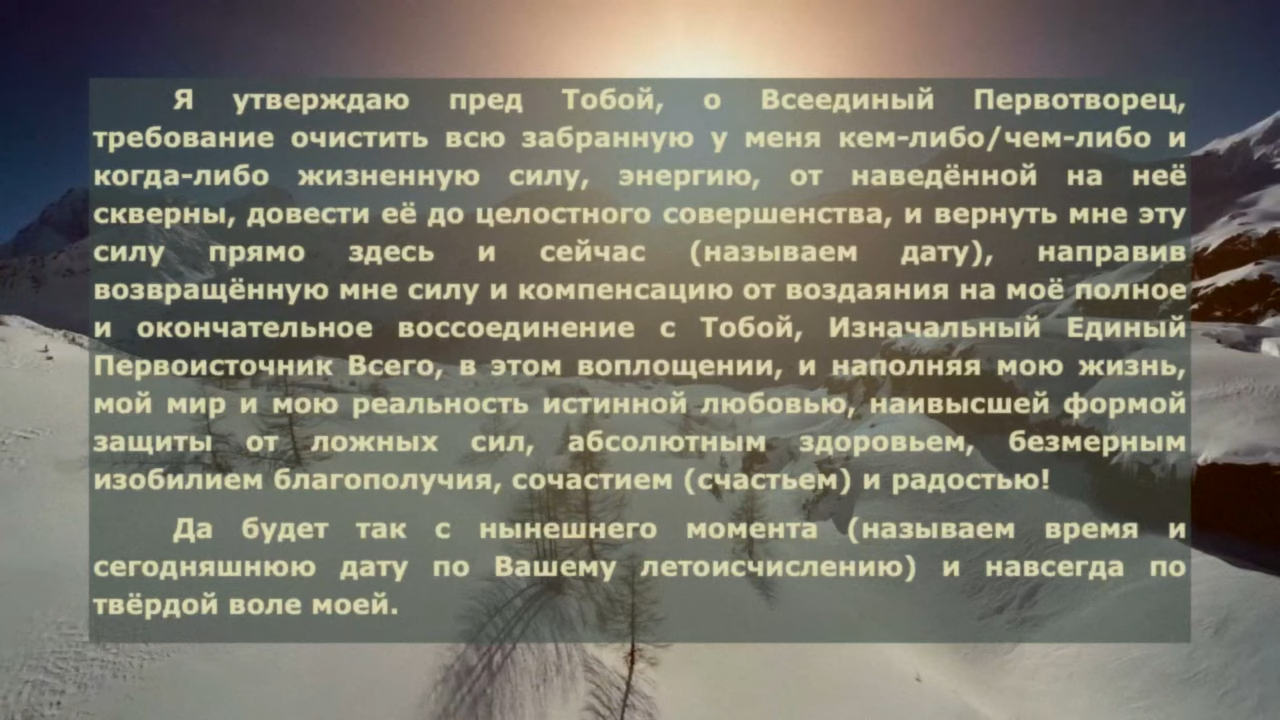 Я утверждаю пред Тобой, о Всеединый Первотворец,
требование очистить всю забранную у меня кем-либо/чем-либо и
когда-либо жизненную силу, энергию, от наведённой на неё
скверны, довести её до целостного совершенства, и вернуть мне эту
силу прямо здесь и сейчас (называем дату), направив
возвращённую мне силу и компенсацию от воздаяния на моё полное
и окончательное воссоединение с Тобой, Изначальный Единый
Первоисточник Всего, в этом воплощении, и наполняя мою жизнь,
мой мир и мою реальность истинной любовью, наивысшей формой
защиты от ложных сил, абсолютным здоровьем, безмерным
изобилием благополучия, сочастием (счастьем) и радостью!
Да будет так с нынешнего момента (называем время и
сегодняшнюю дату по Вашему летоисчислению) и навсегда по
твёрдой воле моей.